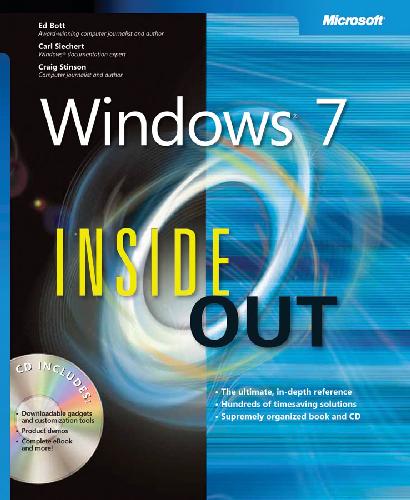 Ed Bott
Award-winning computer journalist and author
Carl Siechert
Windows® documentation expert
Craig Stinson
Computer journalist and author
Microsoft®
Windows® 7
INSIDE
OUT
CD INCLUDES:
• Downloadable gadgets
and customization tools
• Product demos
• Complete eBook
and more!
• The ultimate, in-depth reference
• Hundreds of timesaving solutions
• Supremely organized book and CD